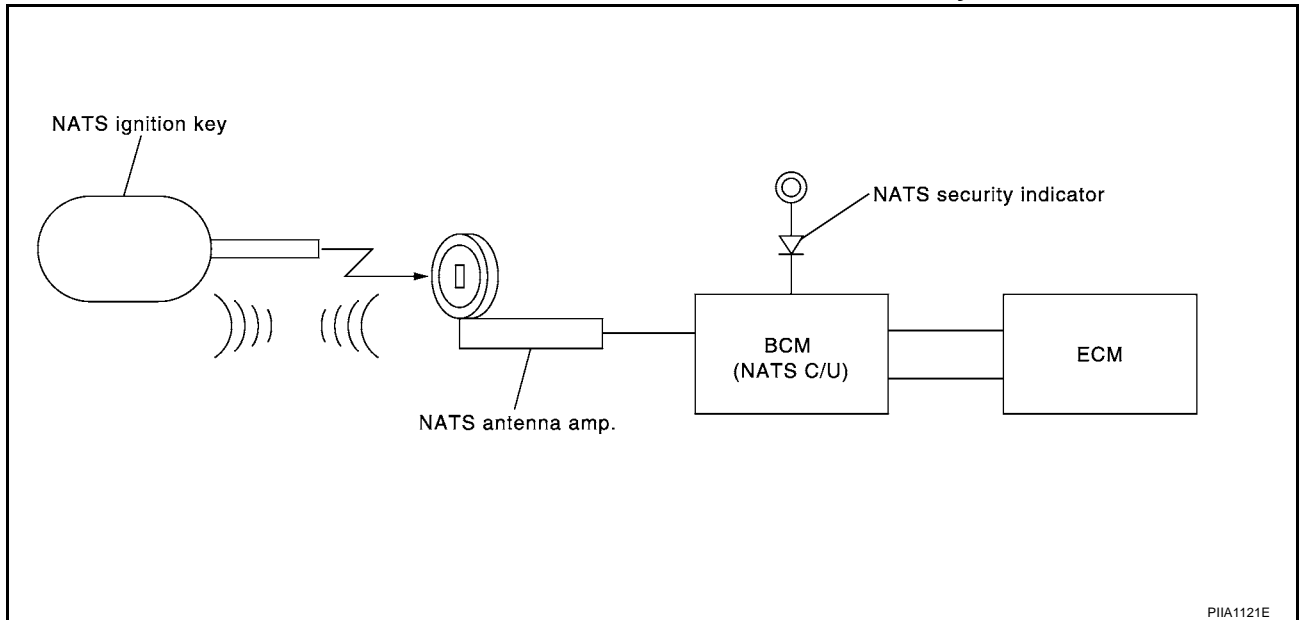 NATS ignition key
NATS security indicator
BCM
(NATS C/U)
ECM
NATS antenna amp.
PIIA1121E